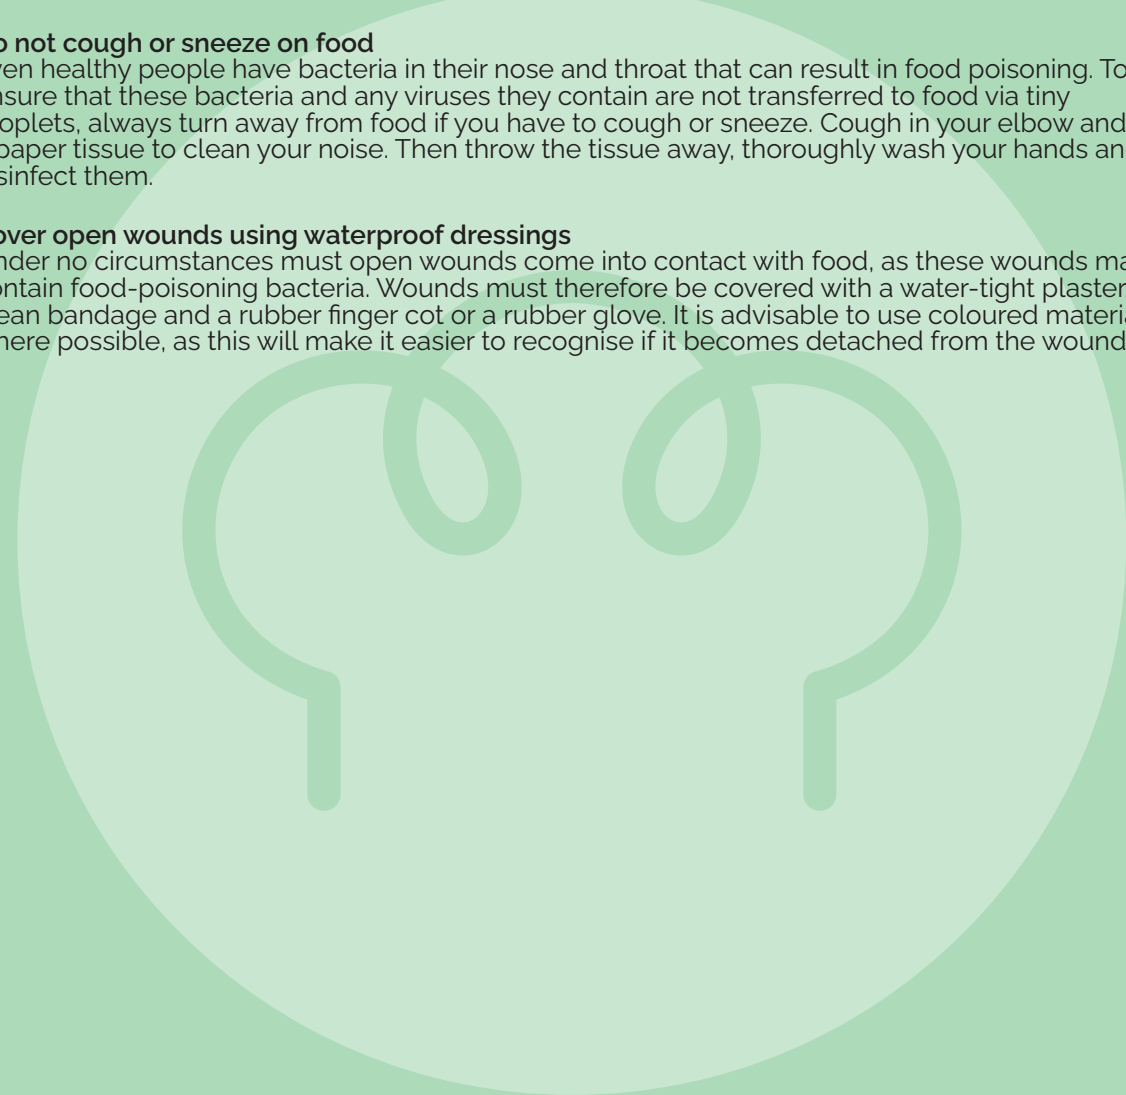 o not cough or sneeze on food
ven healthy people have bacteria in their nose and throat that can result in food poisoning. To
nsure that these bacteria and any viruses they contain are not transferred to food via tiny
oplets, always turn away from food if you have to cough or sneeze. Cough in your elbow and
paper tissue to clean your noise. Then throw the tissue away, thoroughly wash your hands an
sinfect them.
over open wounds using waterproof dressings
nder no circumstances must open wounds come into contact with food, as these wounds ma
ontain food-poisoning bacteria. Wounds must therefore be covered with a water-tight plaster
ean bandage and a rubber finger cot or a rubber glove. It is advisable to use coloured materia
here possible, as this will make it easier to recognise if it becomes detached from the wound